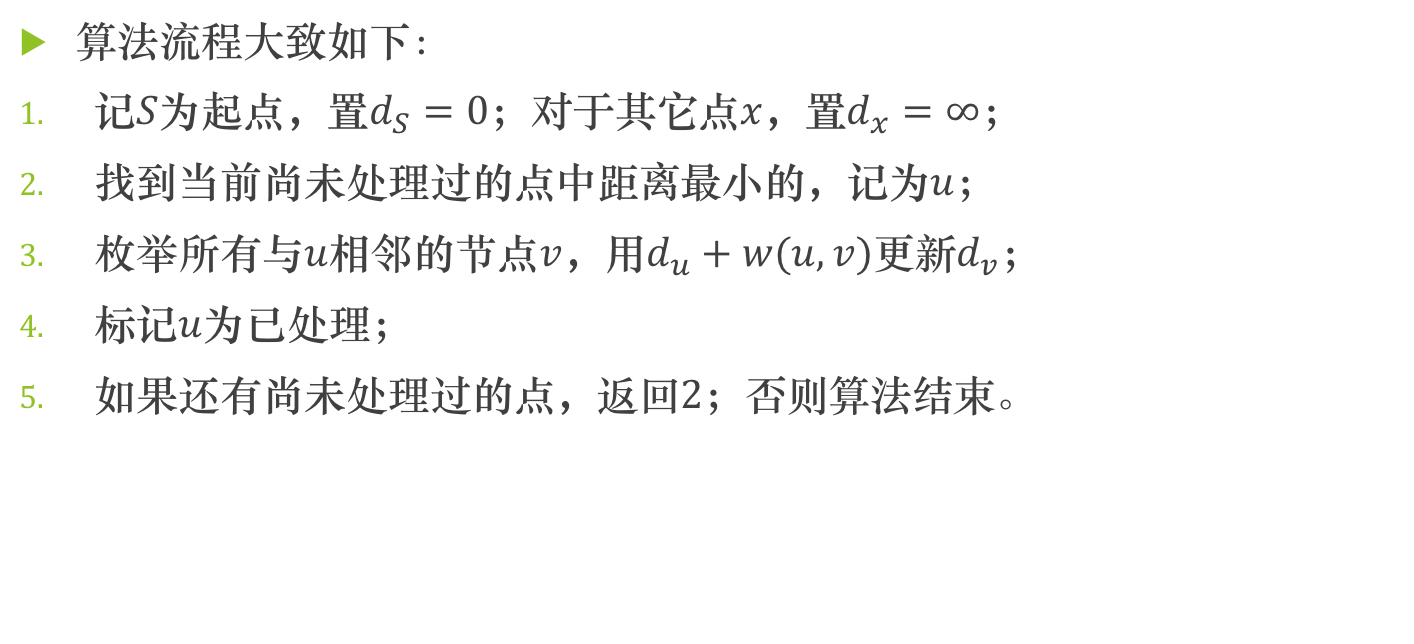 ▶ 算法流程大致如下：
1. 记S为起点，置d_S = 0；对于其它点x，置d_x = ∞；
2. 找到当前尚未处理过的点中距离最小的，记为u；
3. 枚举所有与u相邻的节点v，用d_u + w(u, v)更新d_v；
4. 标记u为已处理；
5. 如果还有尚未处理过的点，返回2；否则算法结束。